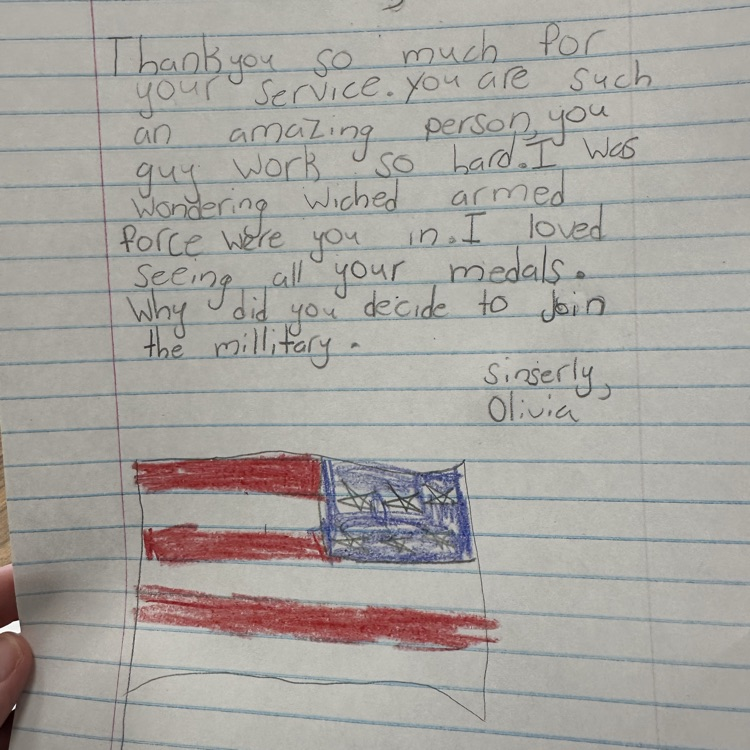 Thank you so much for
your service. you are such
an amazing person, you
guy work so hard. I was
wondering wiched armed
force were you in. I loved
seeing all your medals.
Why did you decide to join
the millitary.
Sinserly,
Olivia